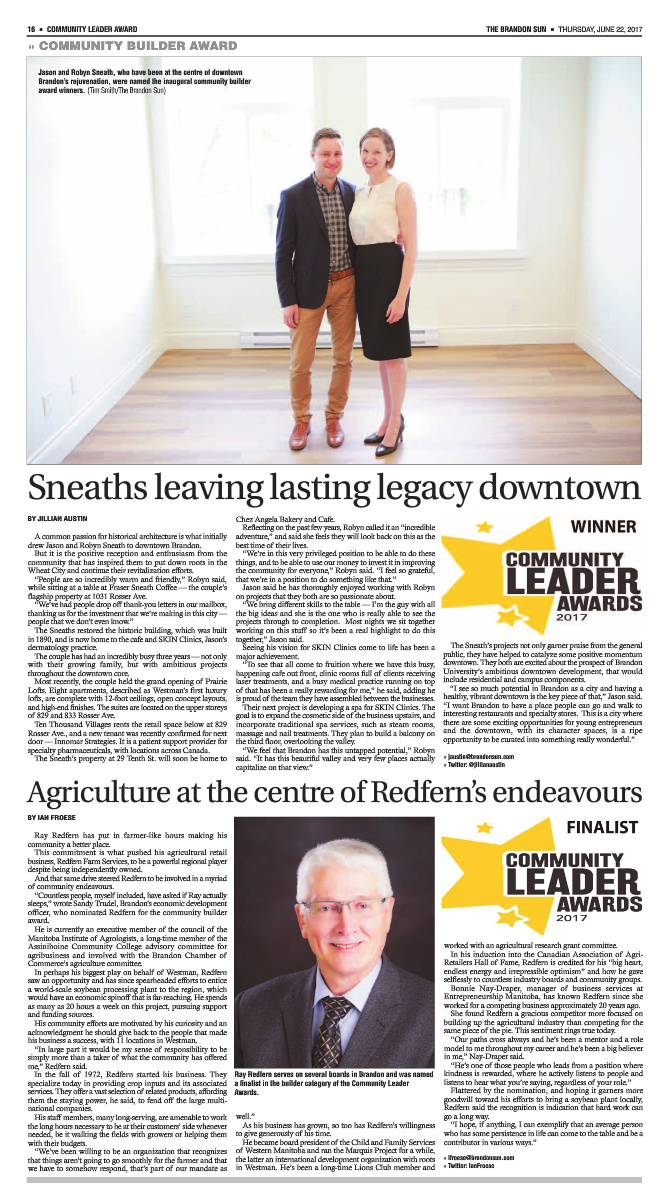 16 ▪ COMMUNITY LEADER AWARD
THE BRANDON SUN ▪ THURSDAY, JUNE 22, 2017
» COMMUNITY BUILDER AWARD
Jason and Robyn Sneath, who have been at the centre of downtown
Brandon's rejuvenation, were named the inaugural community builder
award winners. (Tim Smith/The Brandon Sun)
Sneaths leaving lasting legacy downtown
BY JILLIAN AUSTIN
A common passion for historical architecture is what initially
drew Jason and Robyn Sneath to downtown Brandon.
But it is the positive reception and enthusiasm from the
community that has inspired them to put down roots in the
Wheat City and continue their revitalization efforts.
"People are so incredibly warm and friendly," Robyn said,
while sitting at a table at Fraser Sneath Coffee — the couple's
flagship property at 1031 Rosser Ave.
"We've had people drop off thank-you letters in our mailbox,
thanking us for the investment that we're making in this city —
people that we don't even know."
The Sneaths restored the historic building, which was built
in 1890, and is now home to the cafe and SKIN Clinics, Jason's
dermatology practice.
The couple has had an incredibly busy three years — not only
with their growing family, but with ambitious projects
throughout the downtown core.
Most recently, the couple held the grand opening of Prairie
Lofts. Eight apartments, described as Westman's first luxury
lofts, are complete with 12-foot ceilings, open concept layouts,
and high-end finishes. The suites are located on the upper storeys
of 829 and 833 Rosser Ave.
Ten Thousand Villages rents the retail space below at 829
Rosser Ave., and a new tenant was recently confirmed for next
door — Innomar Strategies. It is a patient support provider for
specialty pharmaceuticals, with locations across Canada.
The Sneath's property at 29 Tenth St. will soon be home to
Chez Angela Bakery and Cafe.
Reflecting on the past few years, Robyn called it an "incredible
adventure," and said she feels they will look back on this as the
best time of their lives.
"We're in this very privileged position to be able to do these
things, and to be able to use our money to invest it in improving
the community for everyone," Robyn said. "I feel so grateful,
that we're in a position to do something like that."
Jason said he has thoroughly enjoyed working with Robyn
on projects that they both are so passionate about.
"We bring different skills to the table — I'm the guy with all
the big ideas and she is the one who is really able to see the
projects through to completion. Most nights we sit together
working on this stuff so it's been a real highlight to do this
together," Jason said.
Seeing his vision for SKIN Clinics come to life has been a
major achievement.
"To see that all come to fruition where we have this busy,
happening cafe out front, clinic rooms full of clients receiving
laser treatments, and a busy medical practice running on top
of that has been a really rewarding for me," he said, adding he
is proud of the team they have assembled between the businesses.
Their next project is developing a spa for SKIN Clinics. The
goal is to expand the cosmetic side of the business upstairs, and
incorporate traditional spa services, such as steam rooms,
massage and nail treatments. They plan to build a balcony on
the third floor, overlooking the valley.
"We feel that Brandon has this untapped potential," Robyn
said. "It has this beautiful valley and very few places actually
capitalize on that view."
WINNER
COMMUNITY
LEADER
AWARDS
2017
The Sneath's projects not only garner praise from the general
public, they have helped to catalyze some positive momentum
downtown. They both are excited about the prospect of Brandon
University's ambitious downtown development, that would
include residential and campus components.
"I see so much potential in Brandon as a city and having a
healthy, vibrant downtown is the key piece of that," Jason said.
"I want Brandon to have a place people can go and walk to
interesting restaurants and specialty stores. This is a city where
there are some exciting opportunities for young entrepreneurs
and the downtown, with its character spaces, is a ripe
opportunity to be curated into something really wonderful."
» jaustin@brandonsun.com
» Twitter: @jillianaustin
Agriculture at the centre of Redfern's endeavours
BY IAN FROESE
Ray Redfern has put in farmer-like hours making his
community a better place.
This commitment is what pushed his agricultural retail
business, Redfern Farm Services, to be a powerful regional player
despite being independently owned.
And that same drive steered Redfern to be involved in a myriad
of community endeavours.
"Countless people, myself included, have asked if Ray actually
sleeps," wrote Sandy Trudel, Brandon's economic development
officer, who nominated Redfern for the community builder
award.
He is currently an executive member of the council of the
Manitoba Institute of Agrologists, a long-time member of the
Assiniboine Community College advisory committee for
agribusiness and involved with the Brandon Chamber of
Commerce's agriculture committee.
In perhaps his biggest play on behalf of Westman, Redfern
saw an opportunity and has since spearheaded efforts to entice
a world-scale soybean processing plant to the region, which
would have an economic spinoff that is far-reaching. He spends
as many as 20 hours a week on this project, pursuing support
and funding sources.
His community efforts are motivated by his curiosity and an
acknowledgment he should give back to the people that made
his business a success, with 11 locations in Westman.
"In large part it would be my sense of responsibility to be
simply more than a taker of what the community has offered
me," Redfern said.
In the fall of 1972, Redfern started his business. They
specialize today in providing crop inputs and its associated
services. They offer a vast selection of related products, affording
them the staying power, he said, to fend off the large multi-
national companies.
His staff members, many long-serving, are amenable to work
the long hours necessary to be at their customers' side whenever
needed, be it walking the fields with growers or helping them
with their budgets.
"We've been willing to be an organization that recognizes
that things aren't going to go smoothly for the farmer and that
we have to somehow respond, that's part of our mandate as
Ray Redfern serves on several boards in Brandon and was named
a finalist in the builder category of the Community Leader
Awards.
well."
As his business has grown, so too has Redfern's willingness
to give generously of his time.
He became board president of the Child and Family Services
of Western Manitoba and ran the Marquis Project for a while,
the latter an international development organization with roots
in Westman. He's been a long-time Lions Club member and
FINALIST
COMMUNITY
LEADER
AWARDS
2017
worked with an agricultural research grant committee.
In his induction into the Canadian Association of Agri-
Retailers Hall of Fame, Redfern is credited for his "big heart,
endless energy and irrepressible optimism" and how he gave
selflessly to countless industry boards and community groups.
Bonnie Nay-Draper, manager of business services at
Entrepreneurship Manitoba, has known Redfern since she
worked for a competing business approximately 20 years ago.
She found Redfern a gracious competitor more focused on
building up the agricultural industry than competing for the
same piece of the pie. This sentiment rings true today.
"Our paths cross always and he's been a mentor and a role
model to me throughout my career and he's been a big believer
in me," Nay-Draper said.
"He's one of those people who leads from a position where
kindness is rewarded, where he actively listens to people and
listens to hear what you're saying, regardless of your role."
Flattered by the nomination, and hoping it garners more
goodwill toward his efforts to bring a soybean plant locally,
Redfern said the recognition is indication that hard work can
go a long way.
"I hope, if anything, I can exemplify that an average person
who has some persistence in life can come to the table and be a
contributor in various ways."
» ifroese@brandonsun.com
» Twitter: IanFroese